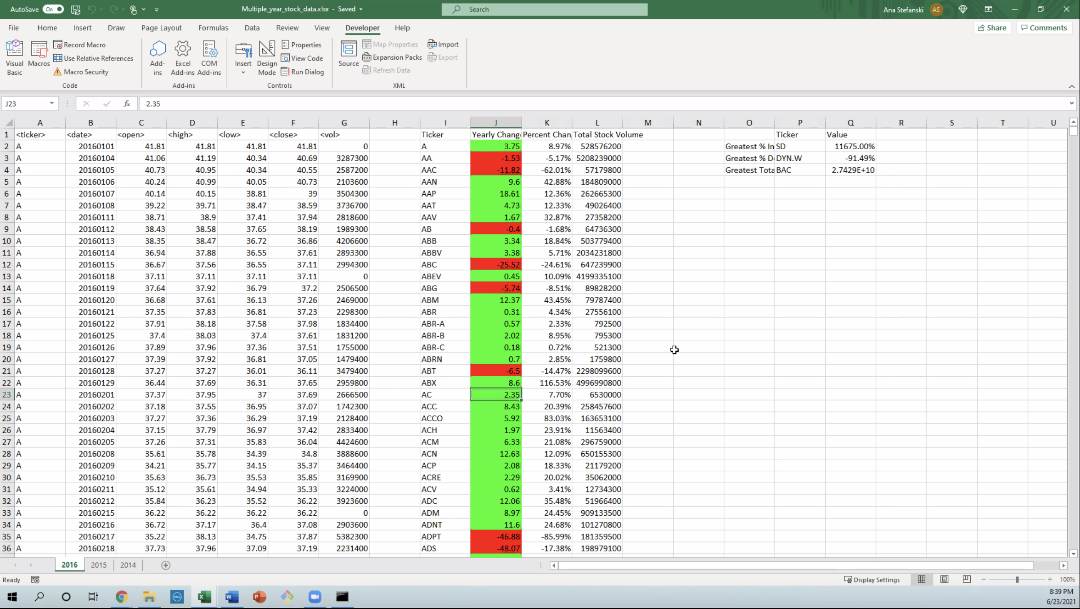 AutoSave On Multiple_year_stock_data.xlsx - Saved Search Ana Stefanski AS
File Home Insert Draw Page Layout Formulas Data Review View Developer Help Share Comments
Visual Basic Macros Record Macro Use Relative References Macro Security Add-ins Excel Add-ins COM Add-ins Insert Design Mode Properties View Code Run Dialog Source Map Properties Expansion Packs Refresh Data Import Export
Code Add-ins Controls XML
J23 fx 2.35
A B C D E F G H I J K L M N O P Q R S T U
1 <ticker> <date> <open> <high> <low> <close> <vol> Ticker Yearly Chang Percent Chan Total Stock Volume Ticker Value
2 A 20160101 41.81 41.81 41.81 41.81 0 A 3.75 8.97% 528576200 Greatest % In SD 11675.00%
3 A 20160104 41.06 41.19 40.34 40.69 3287300 AA -1.53 -5.17% 5208239000 Greatest % D DYN.W -91.49%
4 A 20160105 40.73 40.95 40.34 40.55 2587200 AAC -11.82 -62.01% 57179800 Greatest Tota BAC 2.7429E+10
5 A 20160106 40.24 40.99 40.05 40.73 2103600 AAN 9.6 42.88% 184809000
6 A 20160107 40.14 40.15 38.81 39 3504300 AAP 18.61 12.36% 262665300
7 A 20160108 39.22 39.71 38.47 38.59 3736700 AAT 4.73 12.33% 49026400
8 A 20160111 38.71 38.9 37.41 37.94 2818600 AAV 1.67 32.87% 27358200
9 A 20160112 38.43 38.58 37.65 38.19 1989300 AB -0.4 -1.68% 64736300
10 A 20160113 38.35 38.47 36.72 36.86 4206600 ABB 3.34 18.84% 503779400
11 A 20160114 36.94 37.88 36.55 37.61 2893300 ABBV 3.38 5.71% 2034231800
12 A 20160115 36.67 37.56 36.55 37.11 2994300 ABC -25.52 -24.61% 647239900
13 A 20160118 37.11 37.11 37.11 37.11 0 ABEV 0.45 10.09% 4199335100
14 A 20160119 37.64 37.92 36.79 37.2 2506500 ABG -5.74 -8.51% 89828200
15 A 20160120 36.68 37.61 36.13 37.26 2469000 ABM 12.37 43.45% 79787400
16 A 20160121 37.35 37.83 36.81 37.23 2298300 ABR 0.31 4.34% 27556100
17 A 20160122 37.91 38.18 37.58 37.98 1834400 ABR-A 0.57 2.33% 792500
18 A 20160125 37.4 38.03 37.4 37.61 1831200 ABR-B 2.02 8.95% 795300
19 A 20160126 37.89 37.96 37.36 37.51 1755000 ABR-C 0.18 0.72% 521300
20 A 20160127 37.39 37.92 36.81 37.05 1479400 ABRN 0.7 2.85% 1759800
21 A 20160128 37.27 37.27 36.01 36.11 3479400 ABT -6.5 -14.47% 2298099600
22 A 20160129 36.44 37.69 36.31 37.65 2959800 ABX 8.6 116.53% 4996990800
23 A 20160201 37.37 37.95 37 37.69 2666500 AC 2.35 7.70% 6530000
24 A 20160202 37.18 37.55 36.95 37.07 1742300 ACC 8.43 20.39% 258457600
25 A 20160203 37.27 37.36 36.29 37.19 2128400 ACCO 5.92 83.03% 163653100
26 A 20160204 37.15 37.79 36.97 37.42 2833400 ACH 1.97 23.91% 11563400
27 A 20160205 37.26 37.31 35.83 36.04 4424600 ACM 6.33 21.08% 296759000
28 A 20160208 35.61 35.78 34.39 34.8 3888600 ACN 12.63 12.09% 650155300
29 A 20160209 34.21 35.77 34.15 35.37 3464400 ACP 2.08 18.33% 21179200
30 A 20160210 35.63 36.73 35.53 35.85 3169900 ACRE 2.29 20.02% 35062000
31 A 20160211 35.12 35.61 34.94 35.33 3224000 ACV 0.62 3.41% 12734300
32 A 20160212 35.84 36.23 35.52 36.22 3923600 ADC 12.06 35.48% 51966400
33 A 20160215 36.22 36.22 36.22 36.22 0 ADM 8.97 24.45% 909133500
34 A 20160216 36.72 37.17 36.4 37.08 2903600 ADNT 11.6 24.68% 101270800
35 A 20160217 35.22 38.13 34.75 37.87 5382300 ADPT -46.88 -85.99% 181359500
36 A 20160218 37.73 37.96 37.09 37.19 2231400 ADS -48.07 -17.38% 198979100
2016 2015 2014
Ready Display Settings 100%
8:39 PM
6/23/2021